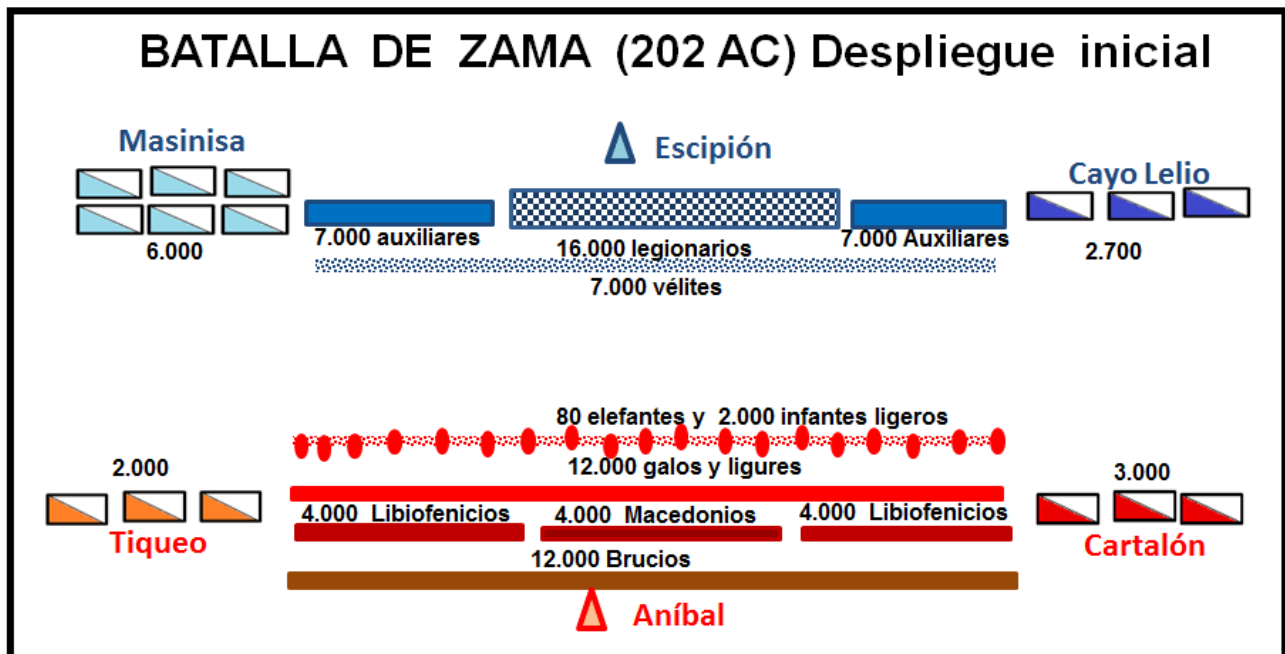 BATALLA DE ZAMA (202 AC) Despliegue inicial
Masinisa
Escipión
Cayo Lelio
6.000
7.000 auxiliares
16.000 legionarios
7.000 Auxiliares
2.700
7.000 vélites
80 elefantes y 2.000 infantes ligeros
2.000
12.000 galos y ligures
3.000
4.000 Libiofenicios
4.000 Macedonios
4.000 Libiofenicios
Tiqueo
12.000 Brucios
Cartalón
Aníbal